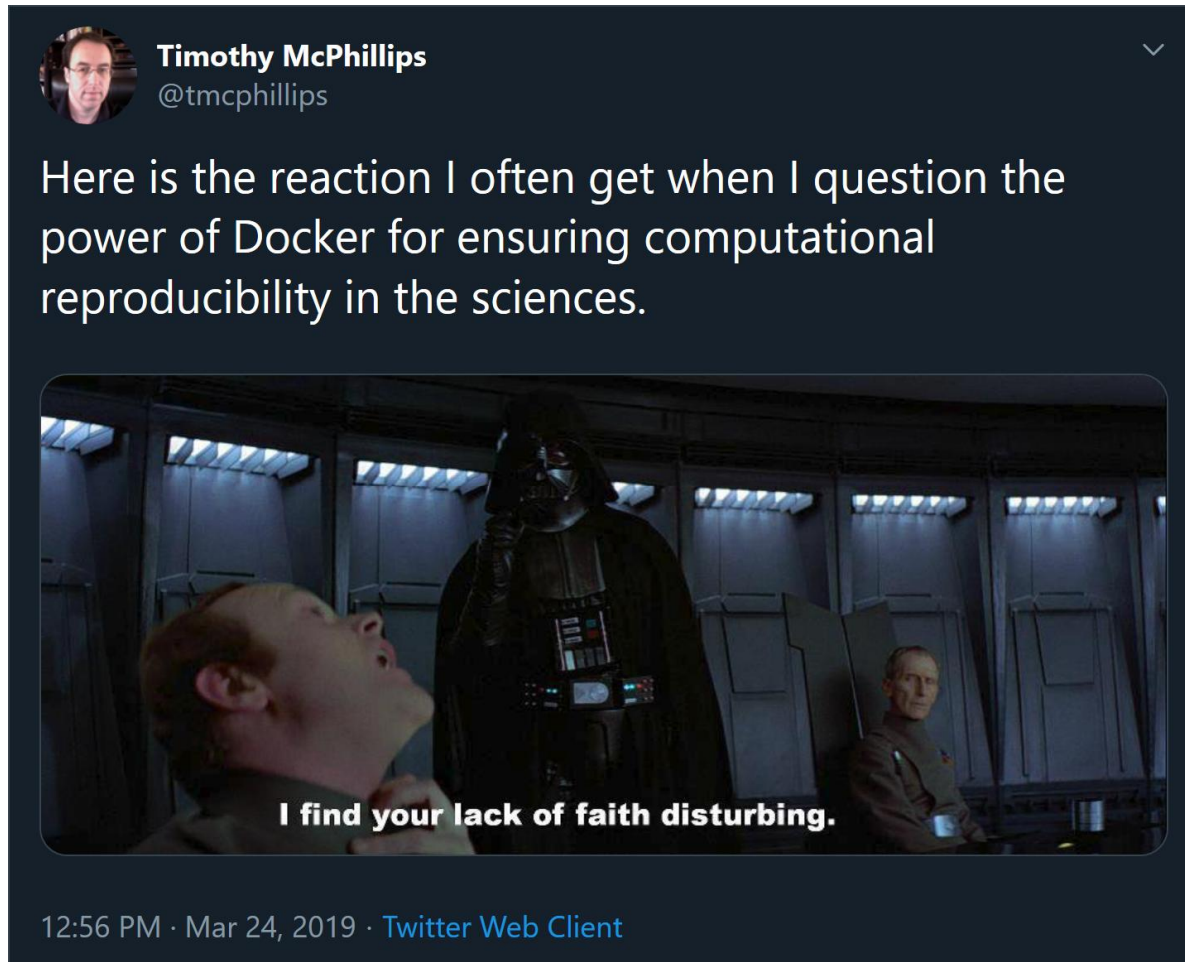 Timothy McPhillips
@tmcphillips
Here is the reaction I often get when I question the
power of Docker for ensuring computational
reproducibility in the sciences.
I find your lack of faith disturbing.
12:56 PM · Mar 24, 2019 · Twitter Web Client